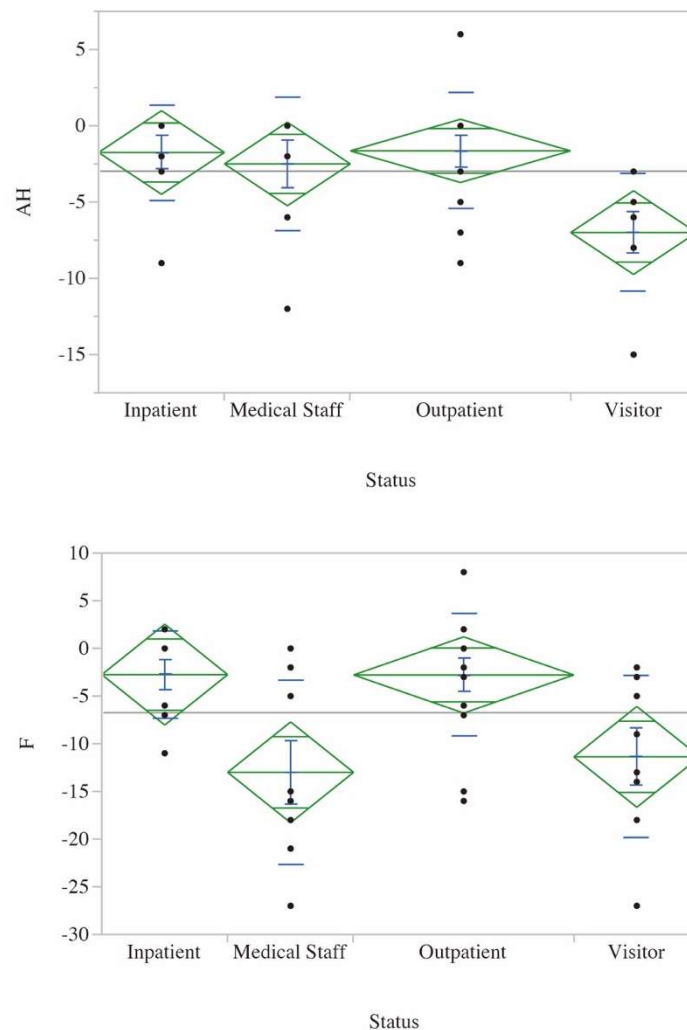 5
0
AH
-5
-10
-15
Inpatient Medical Staff Outpatient Visitor
Status
10
5
0
-5
F
-10
-15
-20
-25
-30
Inpatient Medical Staff Outpatient Visitor
Status